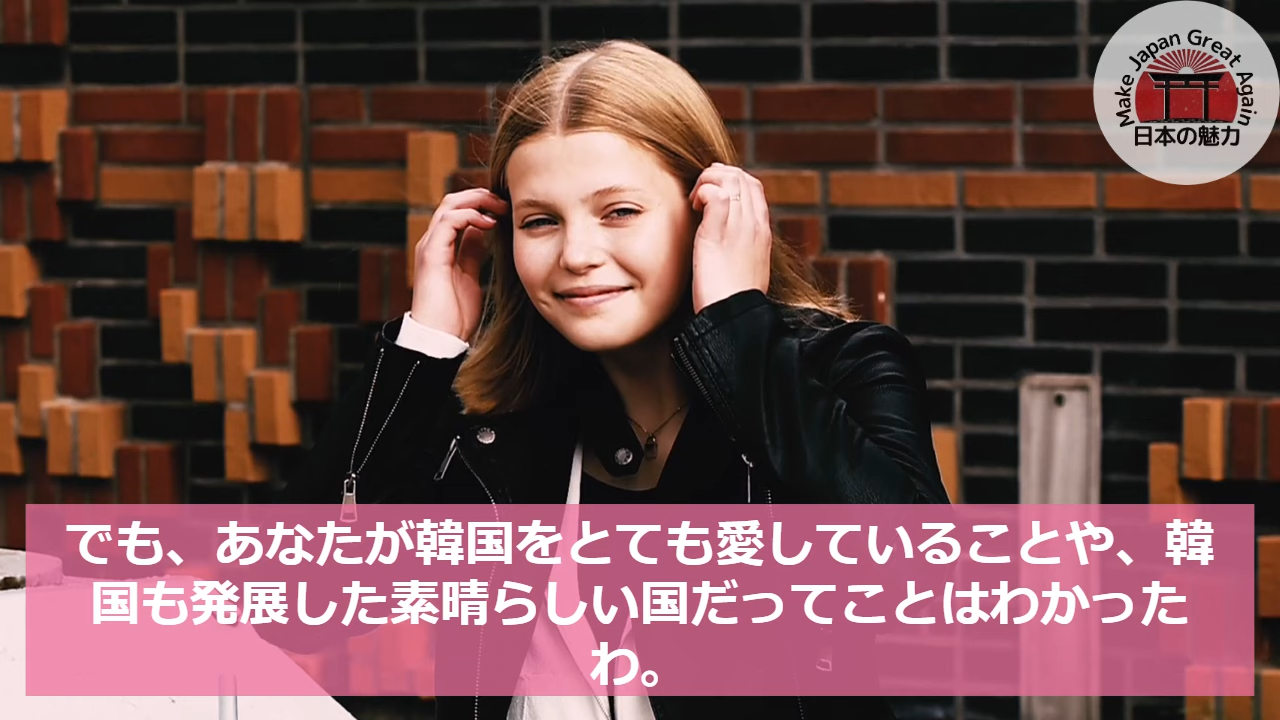 Make Japan Great Again
日本の魅力
でも、あなたが韓国をとても愛していることや、韓
国も発展した素晴らしい国だってことはわかった
わ。